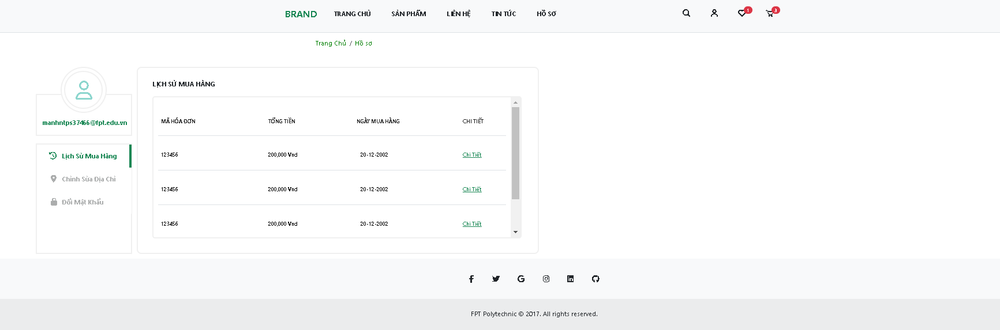 BRAND TRANG CHỦ SẢN PHẨM LIÊN HỆ TIN TỨC HỒ SƠ 1 3
Trang Chủ / Hồ sơ
manhntps37466@fpt.edu.vn
Lịch Sử Mua Hàng
Chỉnh Sửa Địa Chỉ
Đổi Mật Khẩu
LỊCH SỬ MUA HÀNG
MÃ HÓA ĐƠN TỔNG TIỀN NGÀY MUA HÀNG CHI TIẾT
123456 200,000 Vnd 20-12-2002 Chi Tiết
123456 200,000 Vnd 20-12-2002 Chi Tiết
123456 200,000 Vnd 20-12-2002 Chi Tiết
FPT Polytechnic © 2017. All rights reserved.